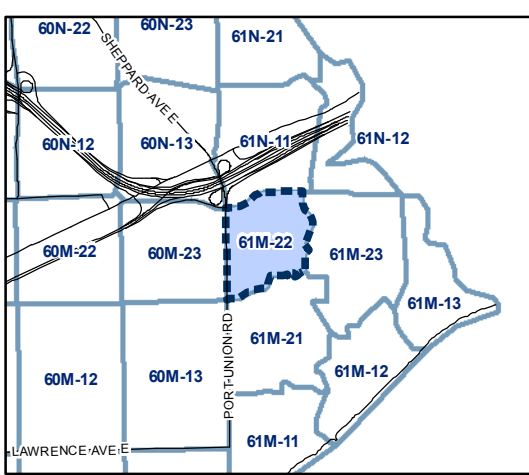 60N-22
60N-23
61N-21
SHEPPARD AVE E
60N-12
60N-13
61N-11
61N-12
60M-22
60M-23
61M-22
61M-23
61M-13
PORT UNION RD
61M-21
60M-12
60M-13
61M-12
61M-11
LAWRENCE AVE E